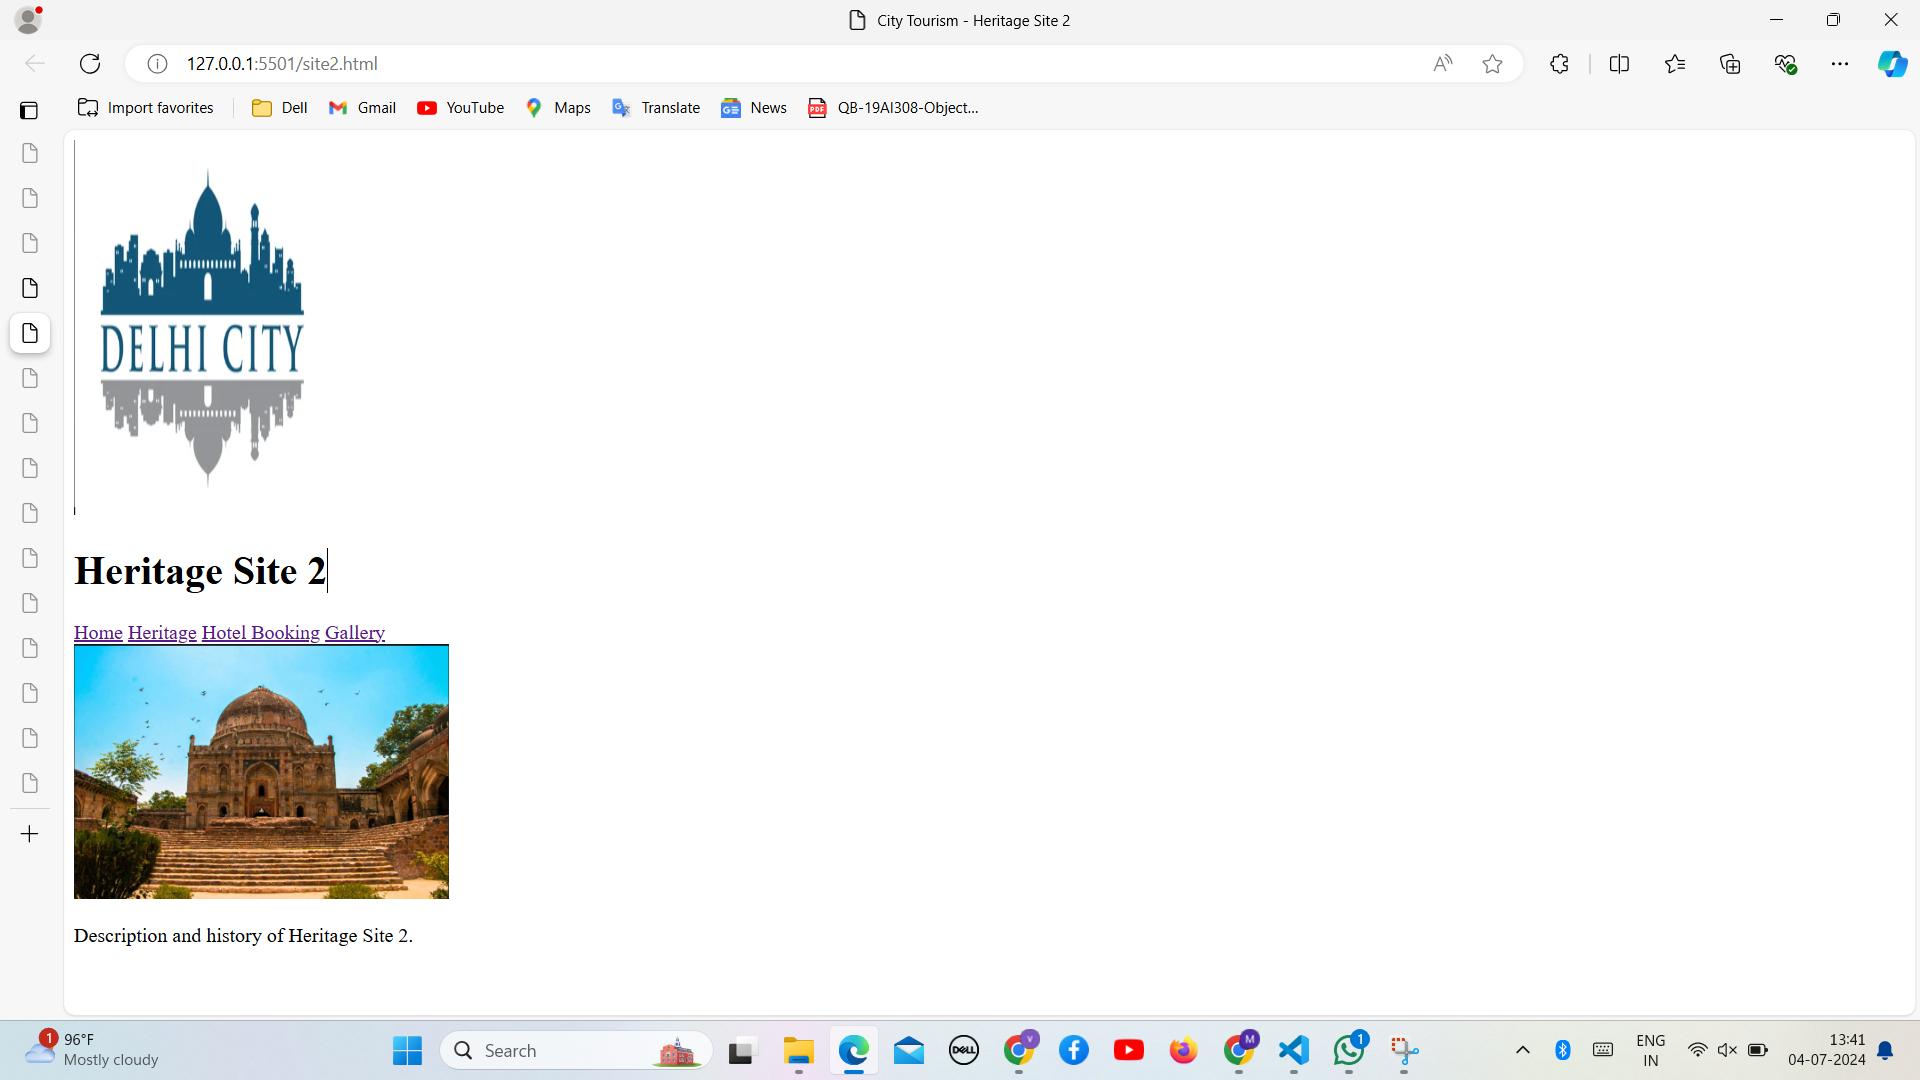 City Tourism - Heritage Site 2
127.0.0.1:5501/site2.html
Import favorites
Dell
Gmail
YouTube
Maps
Translate
News
QB-19AI308-Object...
DELHI CITY
Heritage Site 2
Home Heritage Hotel Booking Gallery
Description and history of Heritage Site 2.
1
96°F
Mostly cloudy
Search
DELL
V
M
1
ENG
IN
13:41
04-07-2024